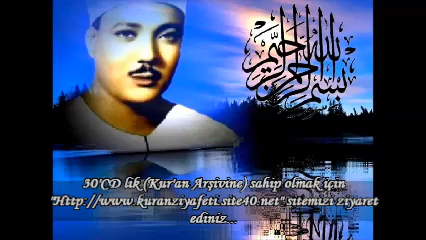 بسم الله الرحمن الرحيم
30'CD lik (Kur'an Arşivine) sahip olmak için
"Http://www.kuranziyafeti.site40.net" sitemizi ziyaret
ediniz...